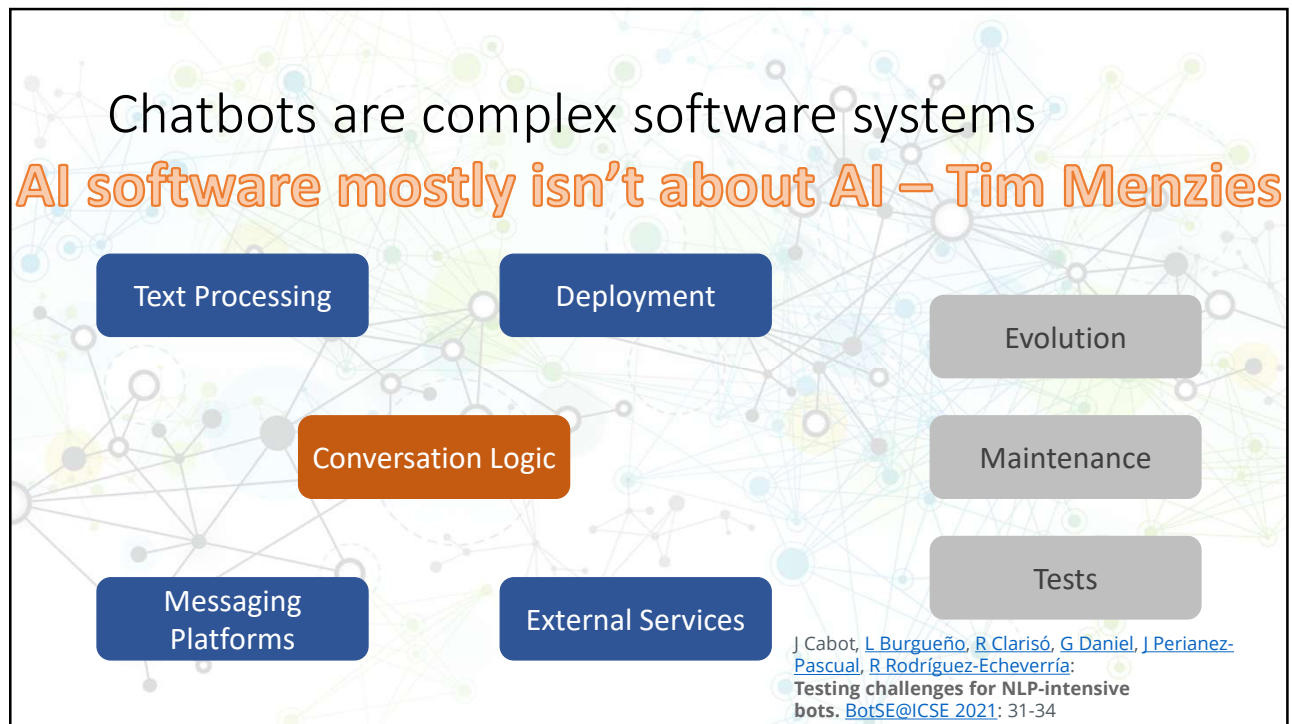 Chatbots are complex software systems
AI software mostly isn’t about AI – Tim Menzies
Text Processing
Deployment
Evolution
Conversation Logic
Maintenance
Messaging
Platforms
External Services
Tests
J Cabot, L Burgueño, R Clarisó, G Daniel, J Perianez-
Pascual, R Rodríguez-Echeverría:
Testing challenges for NLP-intensive
bots. BotSE@ICSE 2021: 31-34